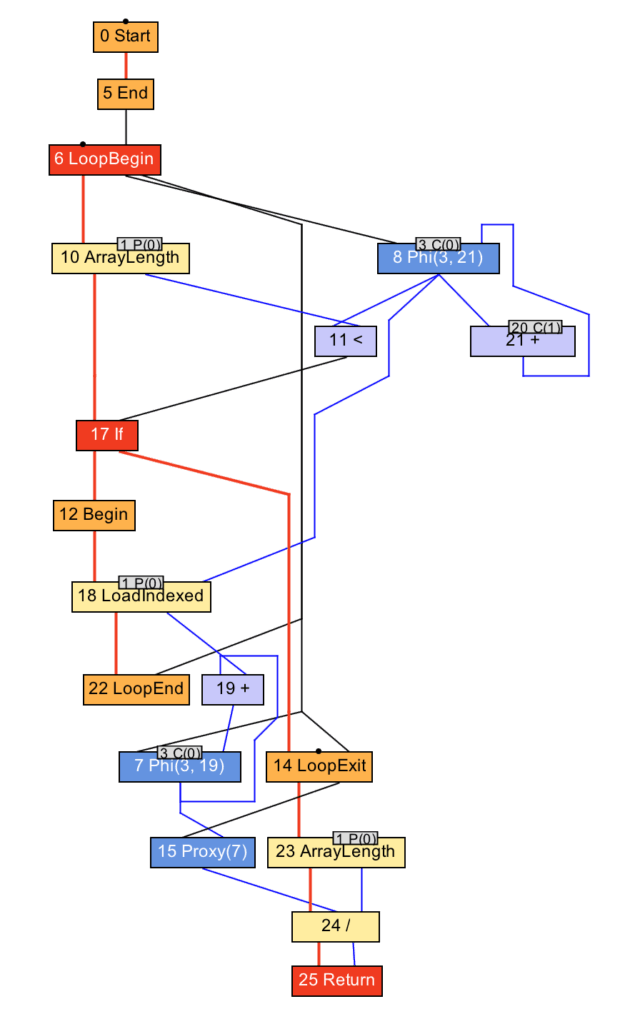 0 Start
5 End
6 LoopBegin
1 P(0)
10 ArrayLength
3 C(0)
8 Phi(3, 21)
11 <
20 C(1)
21 +
17 If
12 Begin
1 P(0)
18 LoadIndexed
22 LoopEnd
19 +
3 C(0)
7 Phi(3, 19)
14 LoopExit
15 Proxy(7)
1 P(0)
23 ArrayLength
24 /
25 Return